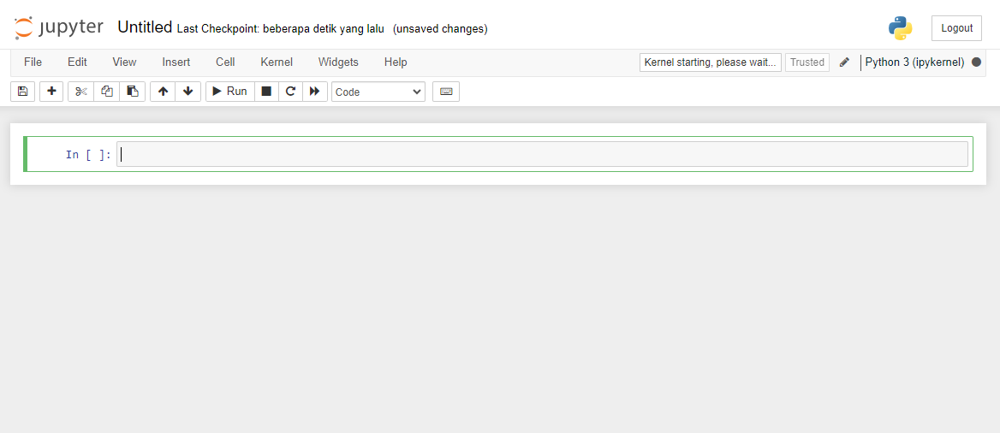 jupyter Untitled Last Checkpoint: beberapa detik yang lalu (unsaved changes) Logout
File Edit View Insert Cell Kernel Widgets Help Kernel starting, please wait... Trusted Python 3 (ipykernel)
Run Code
In [ ]: